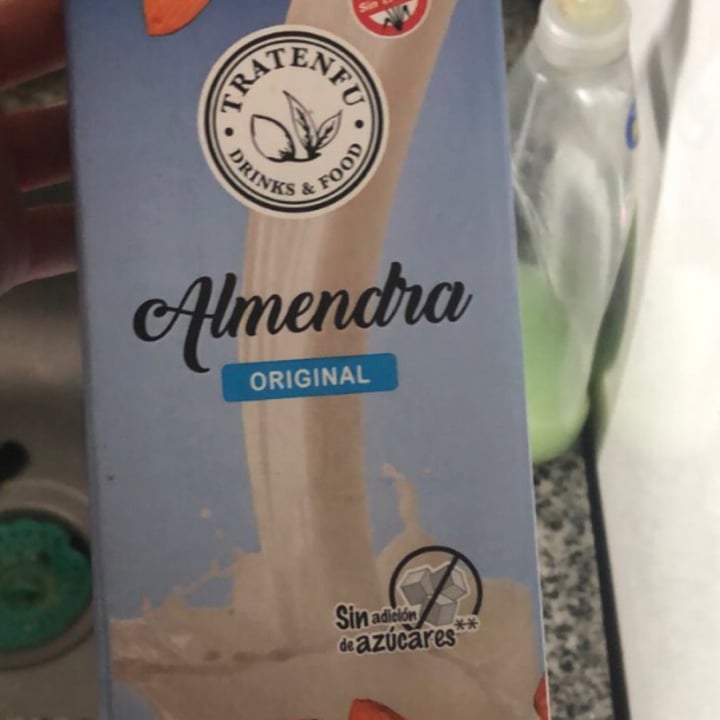 TRATENFU
DRINKS & FOOD
Almendra
ORIGINAL
Sin adición
de azúcares**